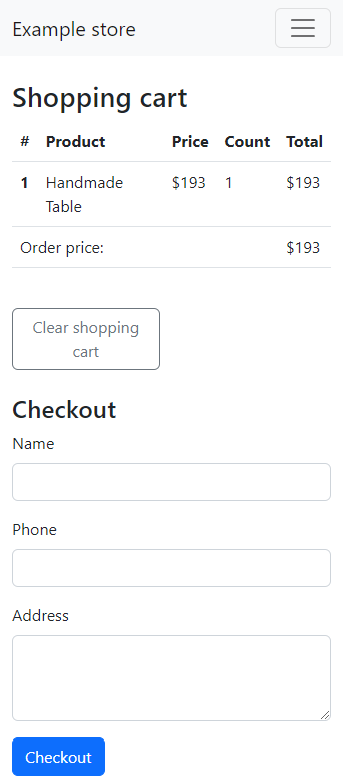 Example store
Shopping cart
# Product Price Count Total
1 Handmade Table $193 1 $193
Order price: $193
Clear shopping
cart
Checkout
Name
Phone
Address
Checkout